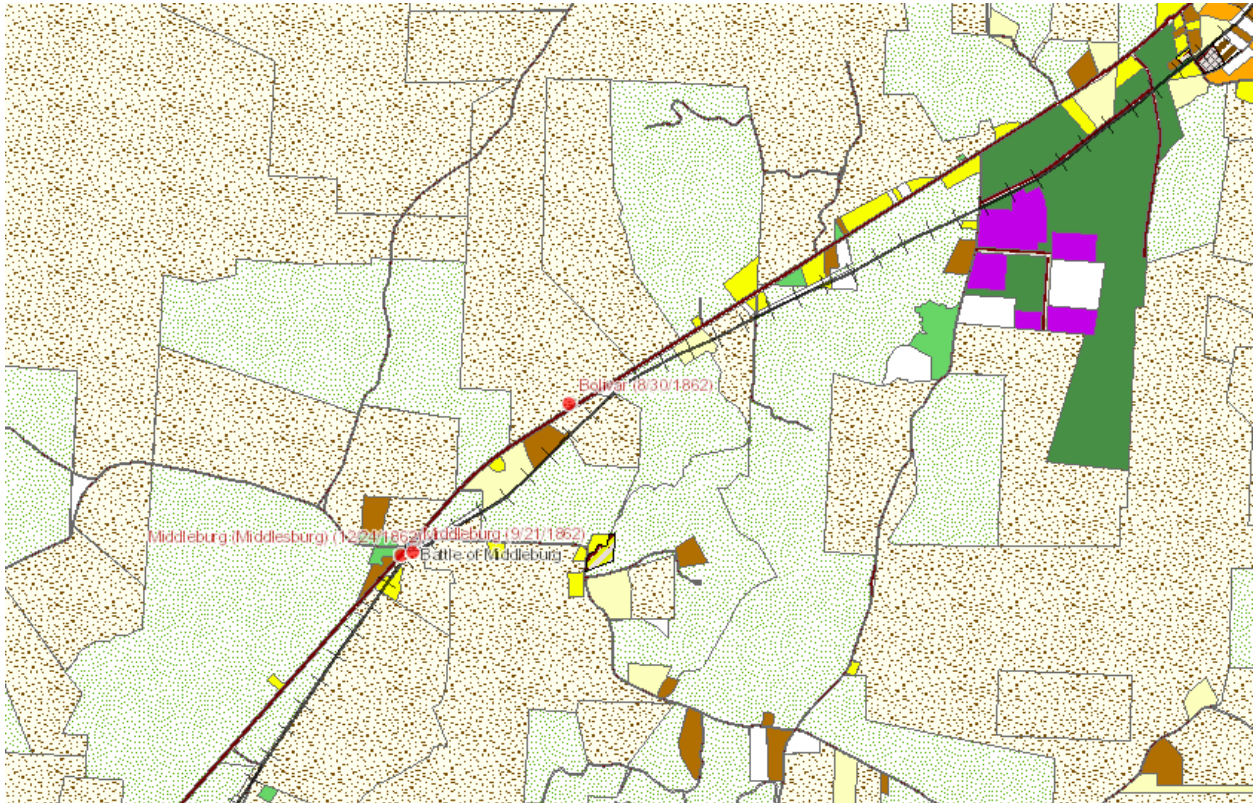 Bolivar (8/30/1862)
Middleburg (Middlesburg) (12/24/1862)
Middleburg (9/21/1862)
Battle of Middleburg